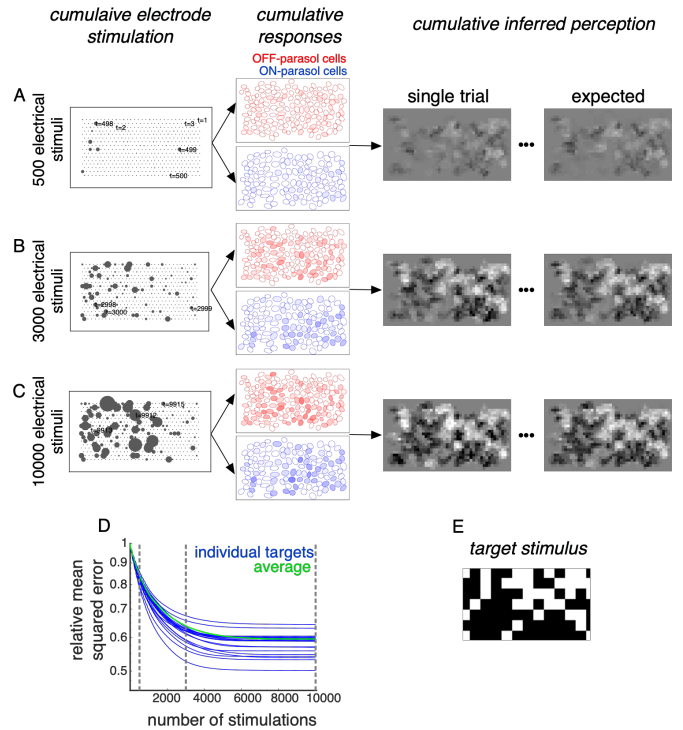 cumulaive electrode
stimulation
cumulative
responses
cumulative inferred perception
OFF-parasol cells
ON-parasol cells
single trial
expected
A
500 electrical
stimuli
t=498
t=2
t=3
t=1
t=499
t=500
B
3000 electrical
stimuli
t=2998
t=3000
t=2999
C
10000 electrical
stimuli
t=9915
t=9912
D
individual targets
average
relative mean
squared error
1
0.9
0.8
0.7
0.6
0.5
2000
4000
6000
8000
10000
number of stimulations
E
target stimulus